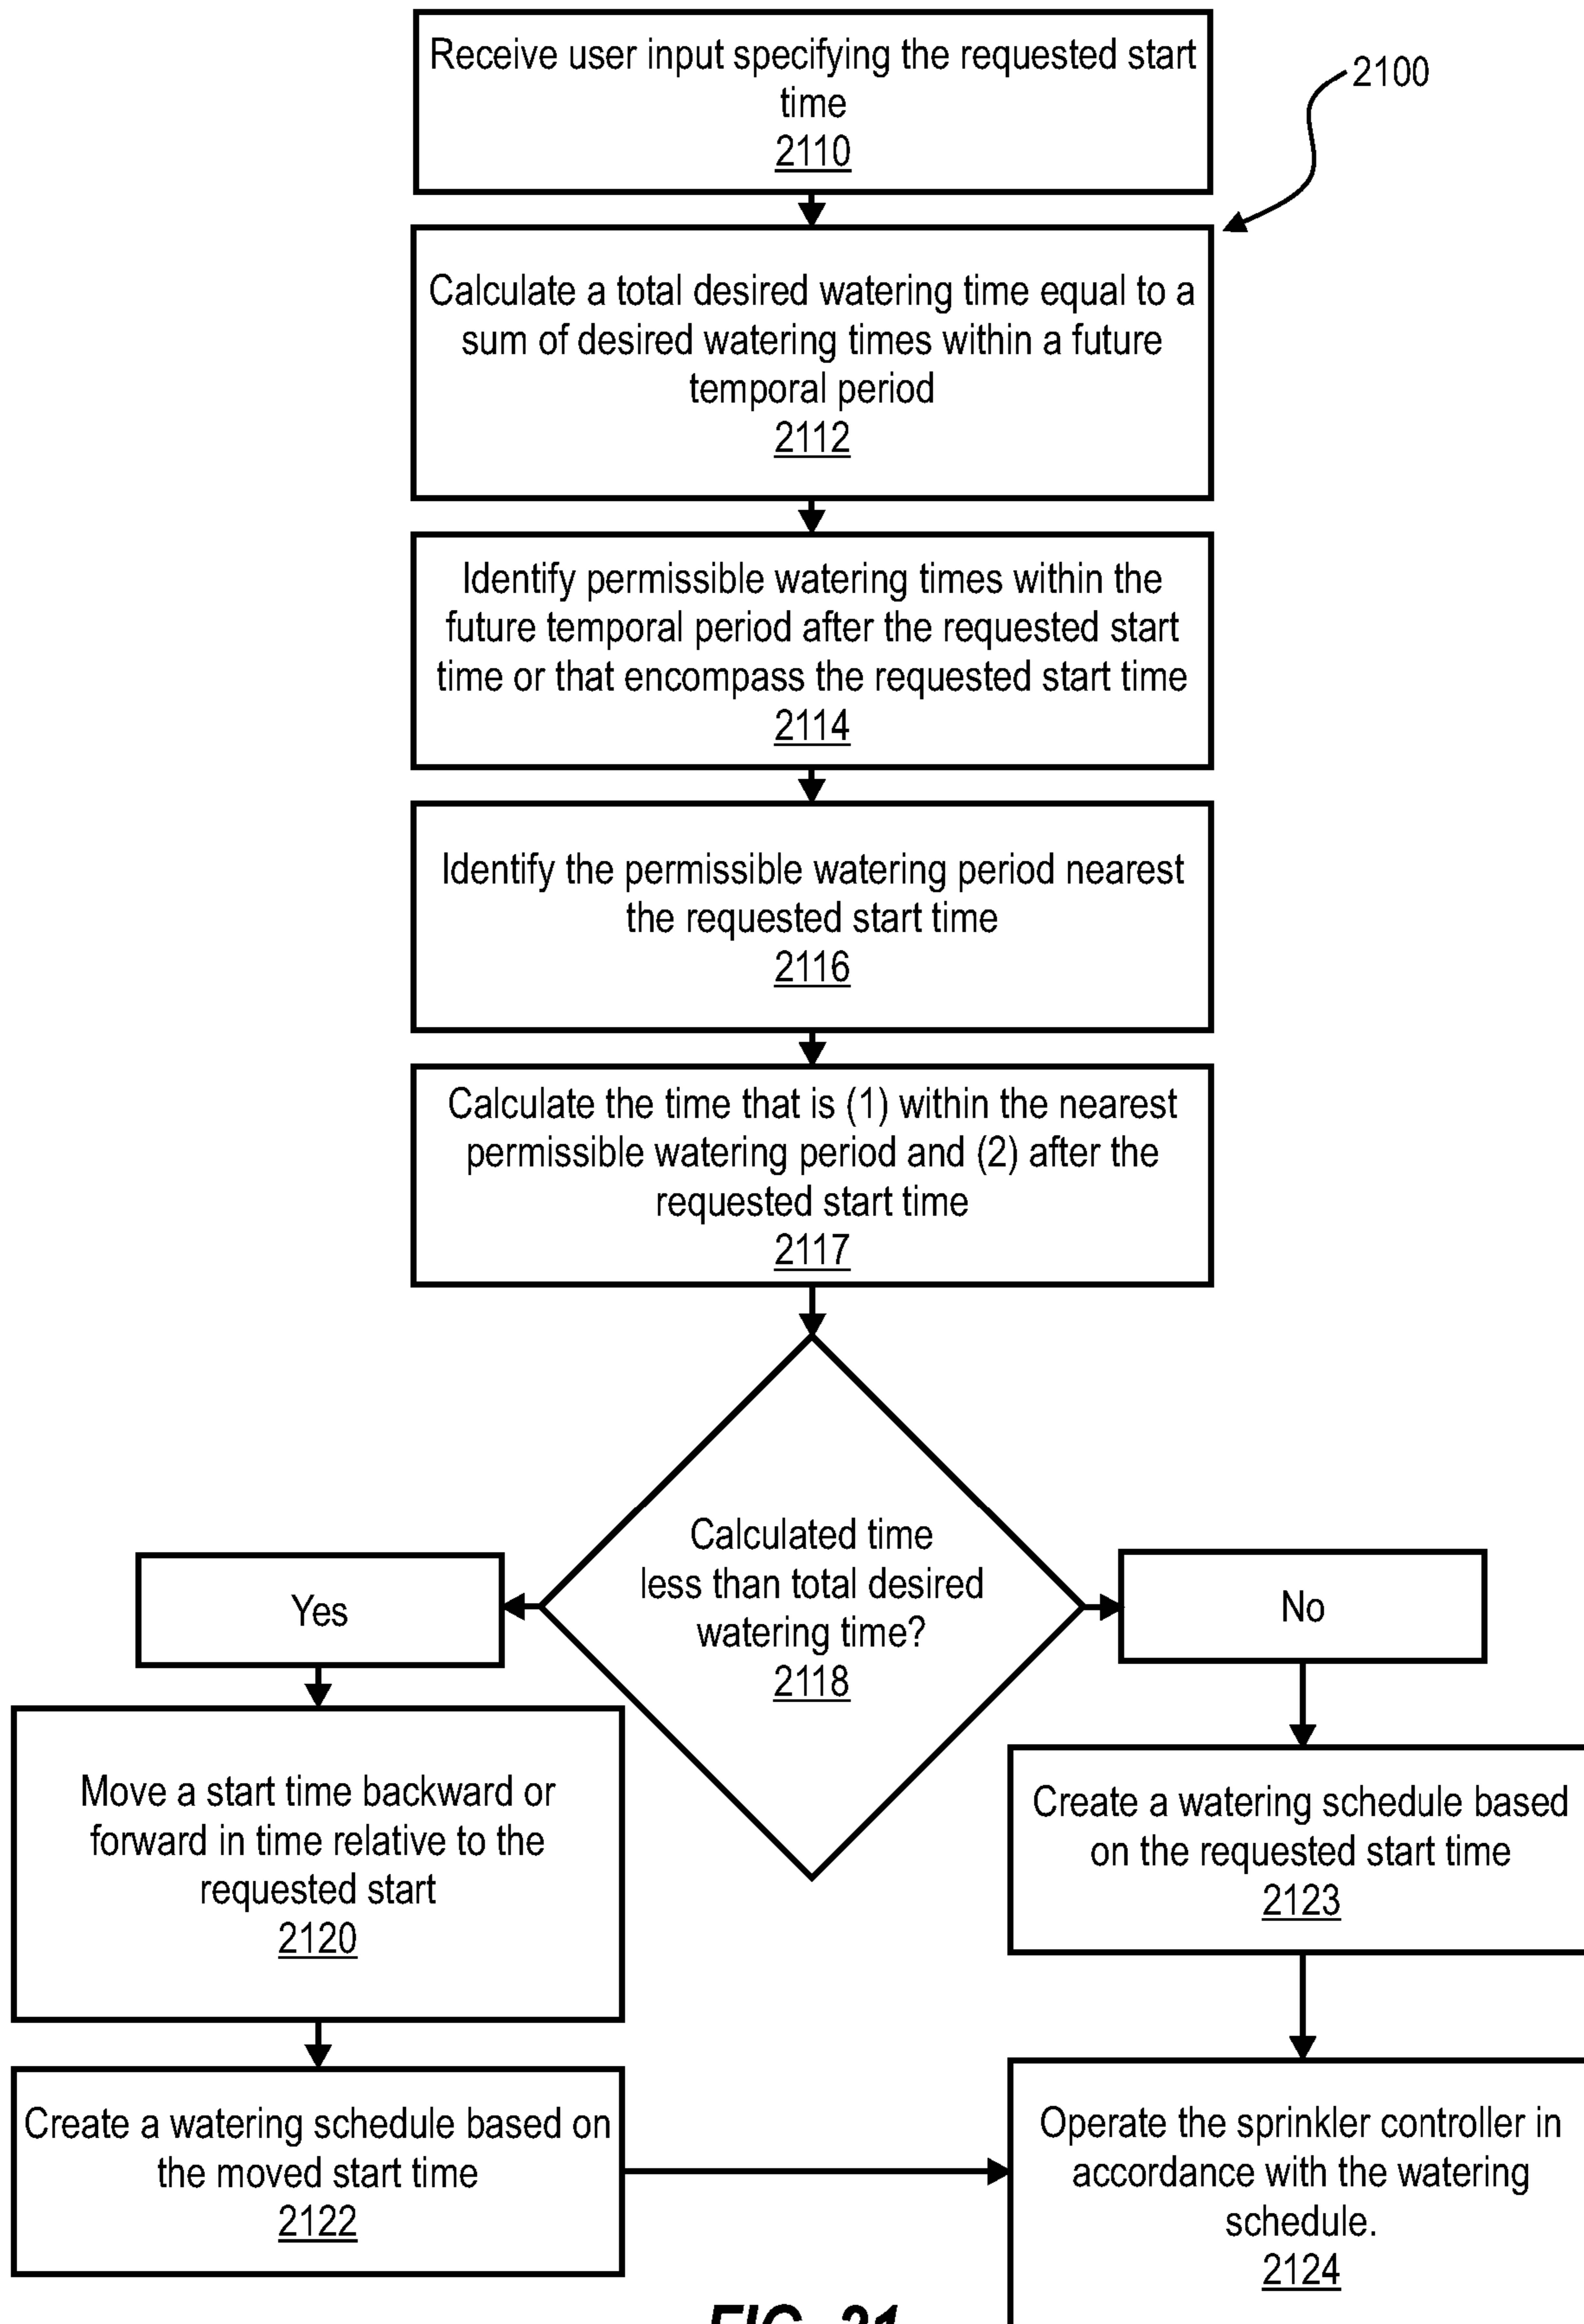 Receive user input specifying the requested start
time
2110
2100
Calculate a total desired watering time equal to a
sum of desired watering times within a future
temporal period
2112
Identify permissible watering times within the
future temporal period after the requested start
time or that encompass the requested start time
2114
Identify the permissible watering period nearest
the requested start time
2116
Calculate the time that is (1) within the nearest
permissible watering period and (2) after the
requested start time
2117
Calculated time
less than total desired
watering time?
2118
Yes
No
Move a start time backward or
forward in time relative to the
requested start
2120
Create a watering schedule based
on the requested start time
2123
Create a watering schedule based on
the moved start time
2122
Operate the sprinkler controller in
accordance with the watering
schedule.
2124
FIG. 21